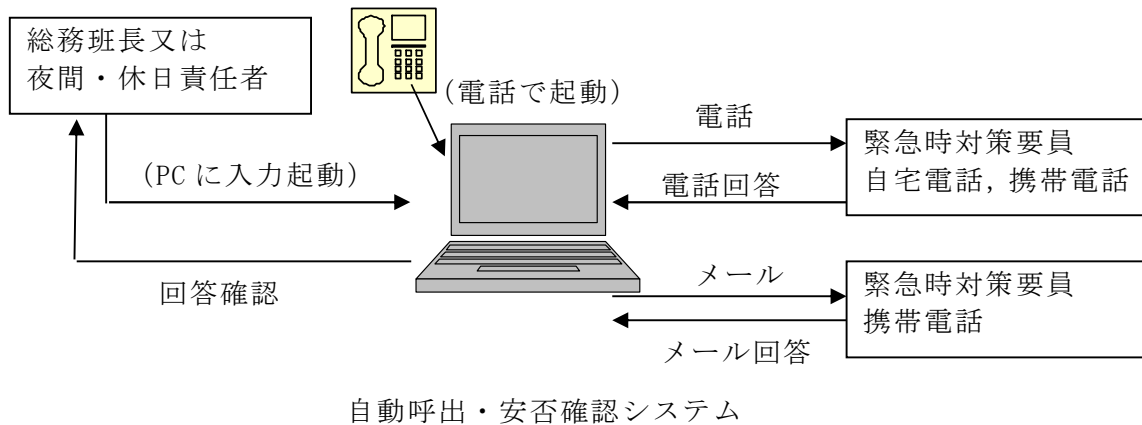 総務班長又は
夜間・休日責任者
(電話で起動)
(PCに入力起動)
回答確認
電話
電話回答
緊急時対策要員
自宅電話,携帯電話
メール
メール回答
緊急時対策要員
携帯電話
自動呼出・安否確認システム